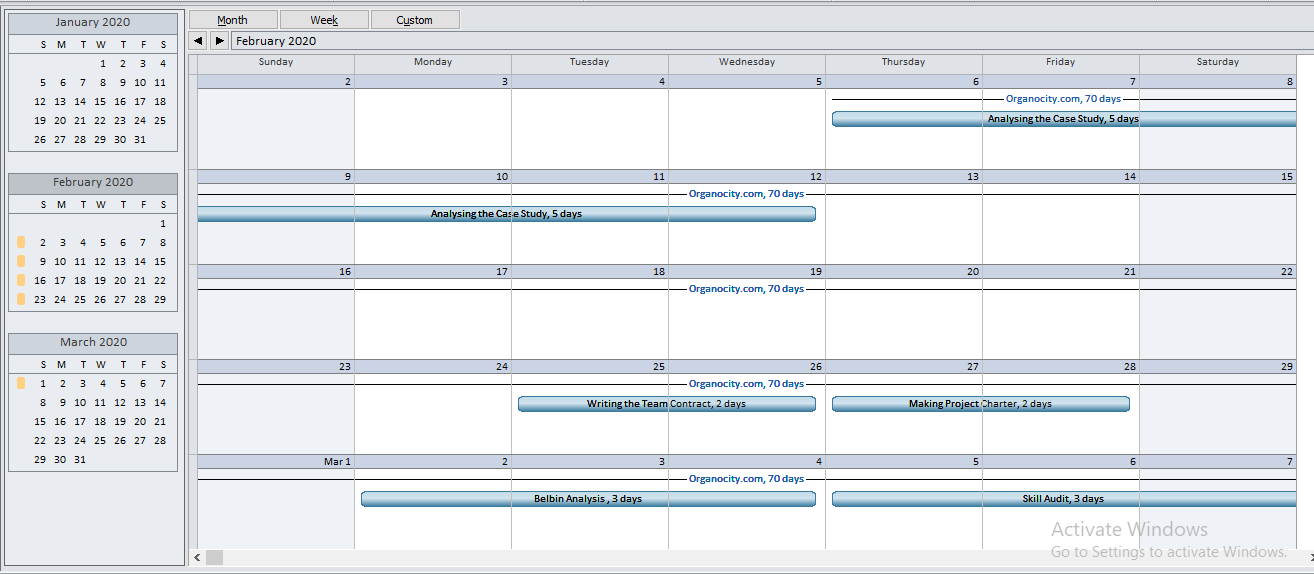 January 2020
S M T W T F S
1 2 3 4
5 6 7 8 9 10 11
12 13 14 15 16 17 18
19 20 21 22 23 24 25
26 27 28 29 30 31
February 2020
S M T W T F S
1
2 3 4 5 6 7 8
9 10 11 12 13 14 15
16 17 18 19 20 21 22
23 24 25 26 27 28 29
March 2020
S M T W T F S
1 2 3 4 5 6 7
8 9 10 11 12 13 14
15 16 17 18 19 20 21
22 23 24 25 26 27 28
29 30 31
Month Week Custom
February 2020
Sunday Monday Tuesday Wednesday Thursday Friday Saturday
2 3 4 5 6 7 8
Organocity.com, 70 days
Analysing the Case Study, 5 days
9 10 11 12 13 14 15
Organocity.com, 70 days
Analysing the Case Study, 5 days
16 17 18 19 20 21 22
Organocity.com, 70 days
23 24 25 26 27 28 29
Organocity.com, 70 days
Writing the Team Contract, 2 days Making Project Charter, 2 days
Mar 1 2 3 4 5 6 7
Organocity.com, 70 days
Belbin Analysis , 3 days Skill Audit, 3 days
Activate Windows
Go to Settings to activate Windows.